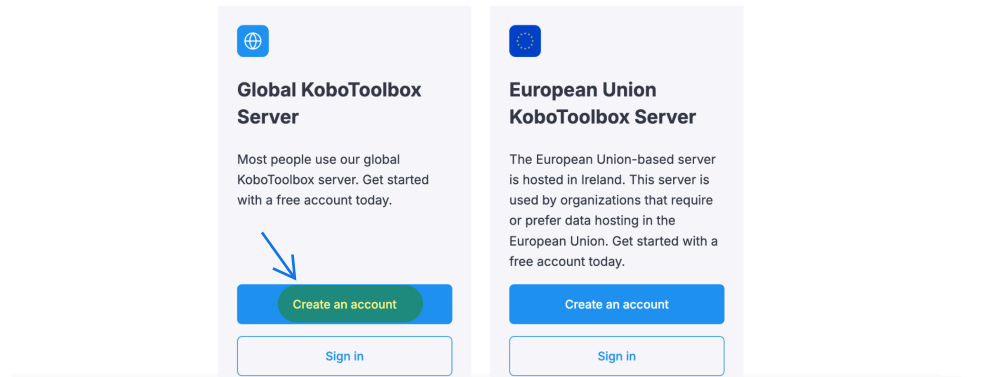 Global KoboToolbox
Server
Most people use our global
KoboToolbox server. Get started
with a free account today.
Create an account
Sign in
European Union
KoboToolbox Server
The European Union-based server
is hosted in Ireland. This server is
used by organizations that require
or prefer data hosting in the
European Union. Get started with a
free account today.
Create an account
Sign in